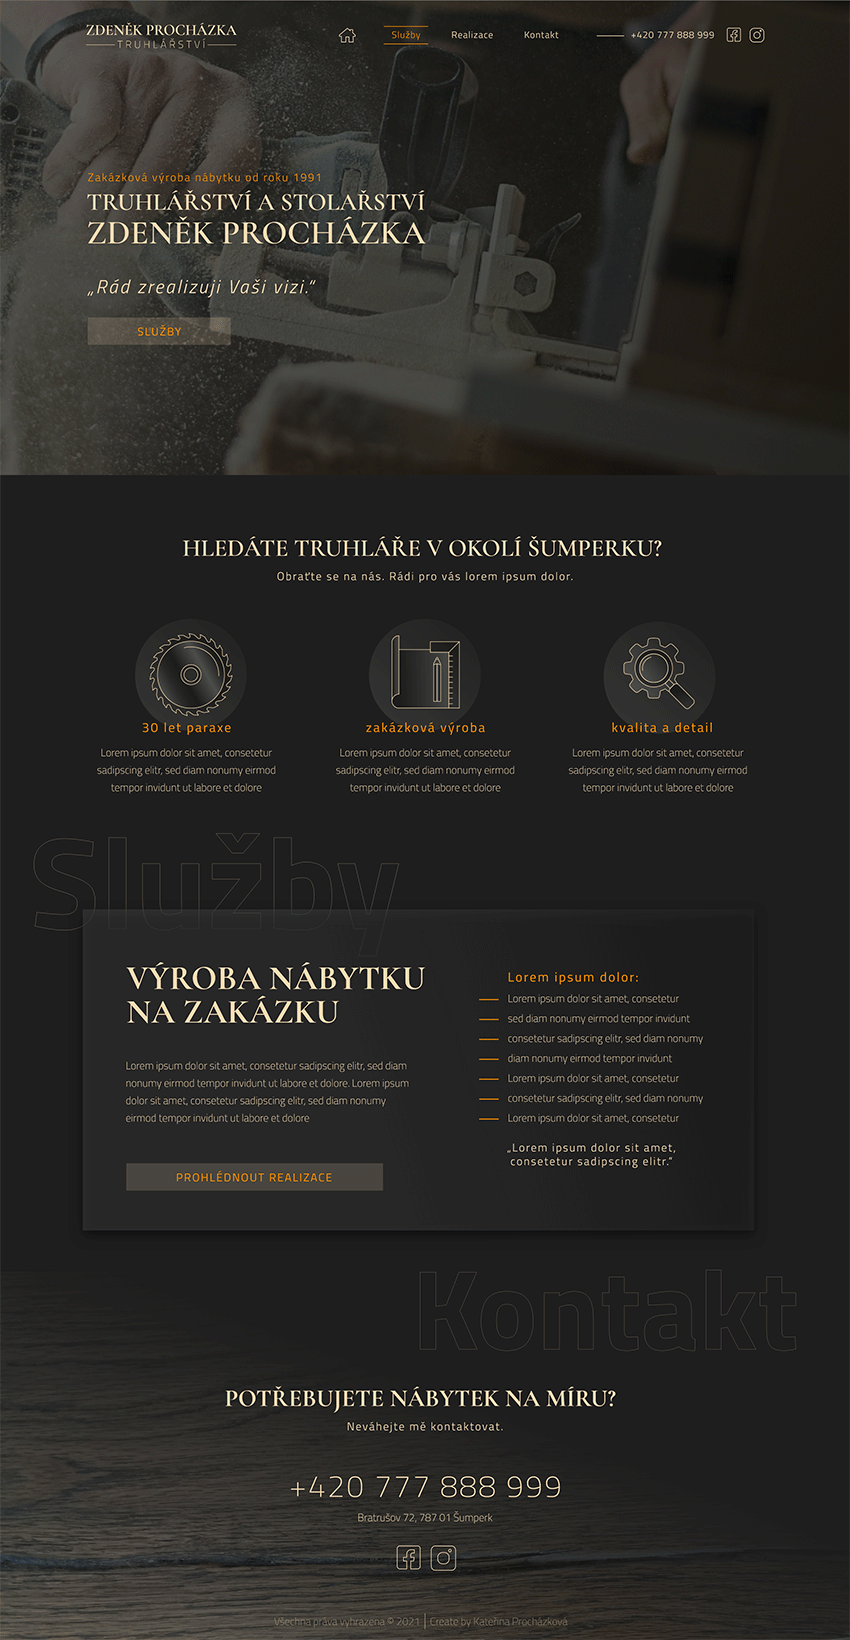 ZDENĚK PROCHÁZKA
TRUHLÁŘSTVÍ
Služby
Realizace
Kontakt
+420 777 888 999
Zakázková výroba nábytku od roku 1991
TRUHLÁŘSTVÍ A STOLAŘSTVÍ
ZDENĚK PROCHÁZKA
„Rád zrealizuji Vaši vizi.“
SLUŽBY
HLEDÁTE TRUHLÁŘE V OKOLÍ ŠUMPERKU?
Obraťte se na nás. Rádi pro vás lorem ipsum dolor.
30 let paraxe
Lorem ipsum dolor sit amet, consetetur
sadipscing elitr, sed diam nonumy eirmod
tempor invidunt ut labore et dolore
zakázková výroba
Lorem ipsum dolor sit amet, consetetur
sadipscing elitr, sed diam nonumy eirmod
tempor invidunt ut labore et dolore
kvalita a detail
Lorem ipsum dolor sit amet, consetetur
sadipscing elitr, sed diam nonumy eirmod
tempor invidunt ut labore et dolore
Služby
VÝROBA NÁBYTKU
NA ZAKÁZKU
Lorem ipsum dolor sit amet, consetetur sadipscing elitr, sed diam
nonumy eirmod tempor invidunt ut labore et dolore. Lorem ipsum
dolor sit amet, consetetur sadipscing elitr, sed diam nonumy
eirmod tempor invidunt ut labore et dolore
PROHLÉDNOUT REALIZACE
Lorem ipsum dolor:
Lorem ipsum dolor sit amet, consetetur
sed diam nonumy eirmod tempor invidunt
consetetur sadipscing elitr, sed diam nonumy
diam nonumy eirmod tempor invidunt
Lorem ipsum dolor sit amet, consetetur
consetetur sadipscing elitr, sed diam nonumy
Lorem ipsum dolor sit amet, consetetur
„Lorem ipsum dolor sit amet,
consetetur sadipscing elitr.“
Kontakt
POTŘEBUJETE NÁBYTEK NA MÍRU?
Neváhejte mě kontaktovat.
+420 777 888 999
Bratrušov 72, 787 01 Šumperk
Všechna práva vyhrazena © 2021 | Create by Kateřina Procházková